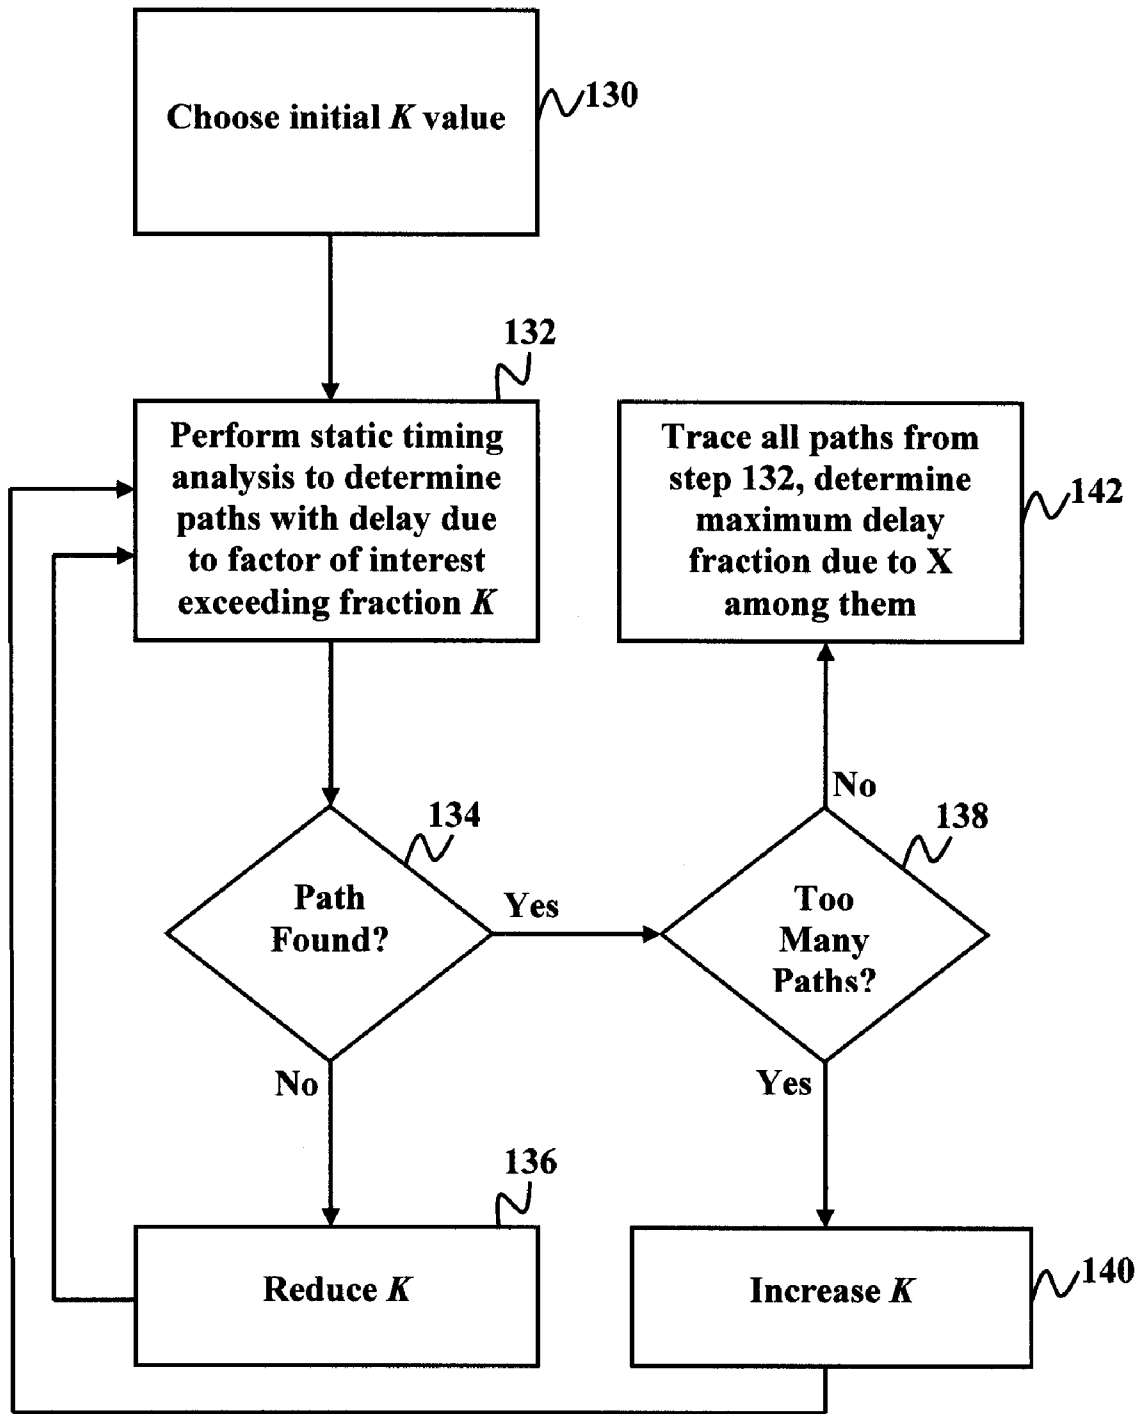 Choose initial K value
130
132
Perform static timing
analysis to determine
paths with delay due
to factor of interest
exceeding fraction K
Trace all paths from
step 132, determine
maximum delay
fraction due to X
among them
142
134
Path
Found?
Yes
No
138
Too
Many
Paths?
No
Yes
136
Reduce K
Increase K
140